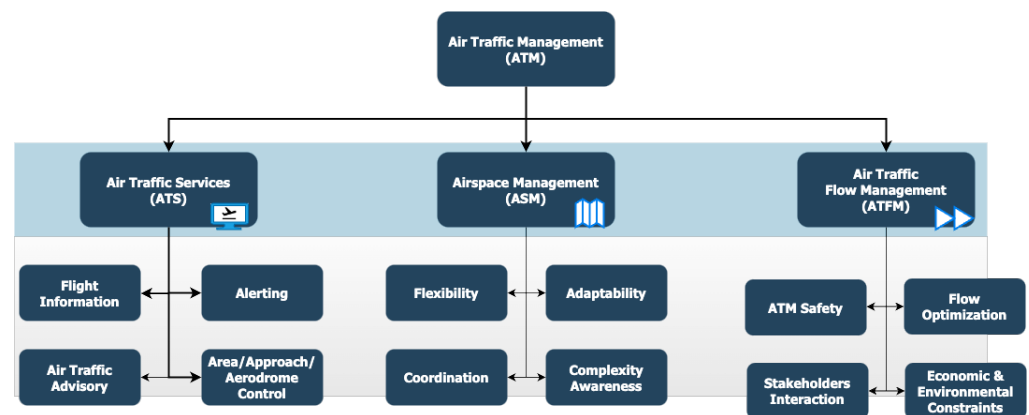 Air Traffic Management
(ATM)
Air Traffic Services
(ATS)
Airspace Management
(ASM)
Air Traffic
Flow Management
(ATFM)
Flight
Information
Alerting
Flexibility
Adaptability
ATM Safety
Flow
Optimization
Air Traffic
Advisory
Area/Approach/
Aerodrome
Control
Coordination
Complexity
Awareness
Stakeholders
Interaction
Economic &
Environmental
Constraints